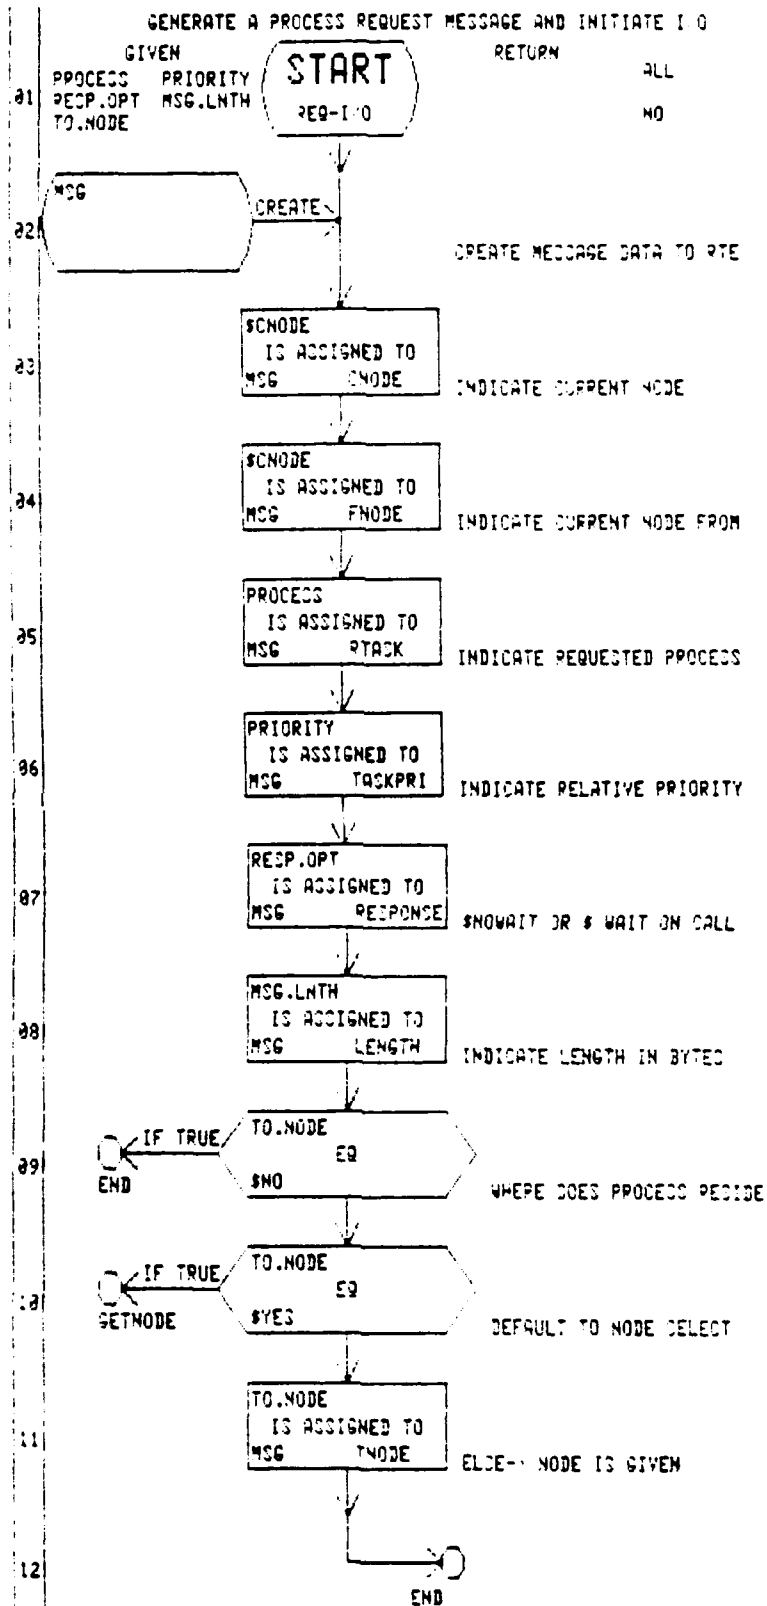 GENERATE A PROCESS REQUEST MESSAGE AND INITIATE I/O
GIVEN RETURN
PROCESS PRIORITY START ALL
01 RESP.OPT MSG.LNTH REQ-I/O NO
TO.NODE
MSG
CREATE
02
CREATE MESSAGE DATA TO RTE
$CNODE
IS ASSIGNED TO
03
MSG CNODE
INDICATE CURRENT NODE
$CNODE
IS ASSIGNED TO
04
MSG FNODE
INDICATE CURRENT NODE FROM
PROCESS
IS ASSIGNED TO
05
MSG RTASK
INDICATE REQUESTED PROCESS
PRIORITY
IS ASSIGNED TO
06
MSG TASKPRI
INDICATE RELATIVE PRIORITY
RESP.OPT
IS ASSIGNED TO
07
MSG RESPONSE
$NOWAIT OR $ WAIT ON CALL
MSG.LNTH
IS ASSIGNED TO
08
MSG LENGTH
INDICATE LENGTH IN BYTES
TO.NODE
IF TRUE
EQ
09
END
$NO
WHERE DOES PROCESS RESIDE
TO.NODE
IF TRUE
EQ
10
GETNODE
$YES
DEFAULT TO NODE SELECT
TO.NODE
IS ASSIGNED TO
11
MSG TNODE
ELSE-> NODE IS GIVEN
12
END